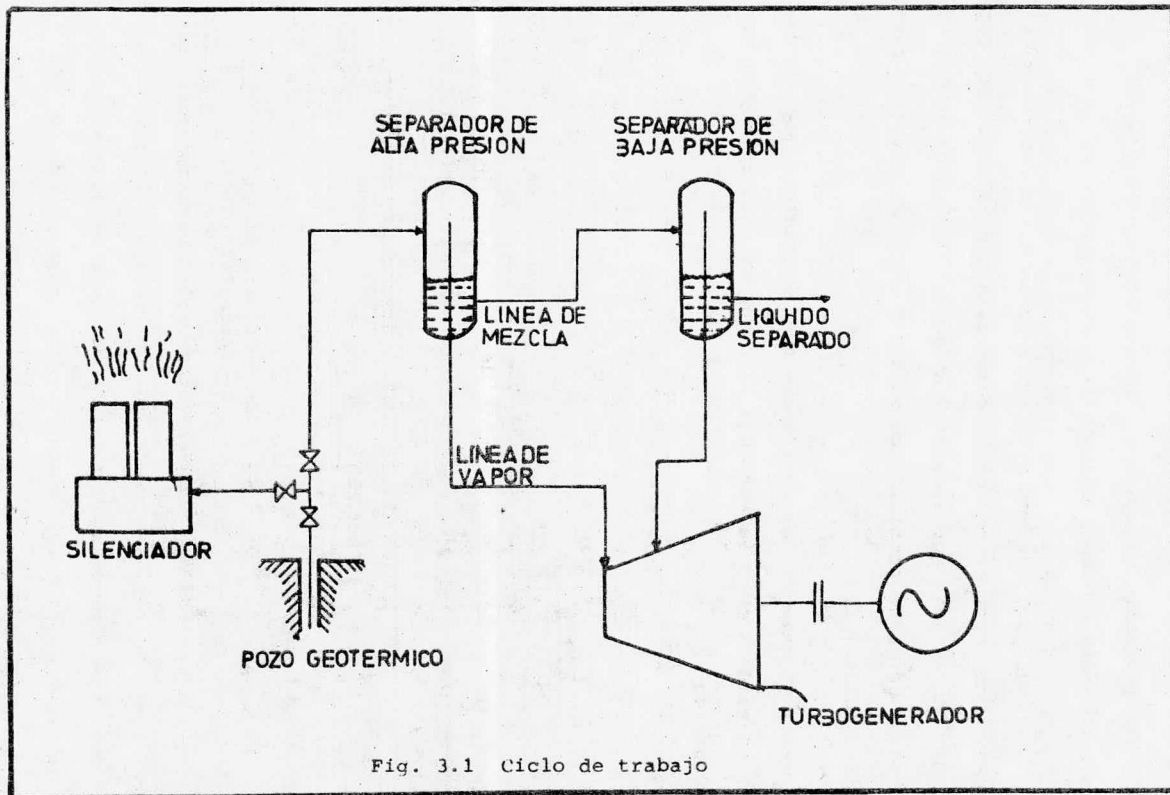 SEPARADOR DE
ALTA PRESION
SEPARADOR DE
BAJA PRESION
LINEA DE
MEZCLA
LIQUIDO
SEPARADO
LINEA DE
VAPOR
SILENCIADOR
POZO GEOTERMICO
TURBOGENERADOR
Fig. 3.1 Ciclo de trabajo